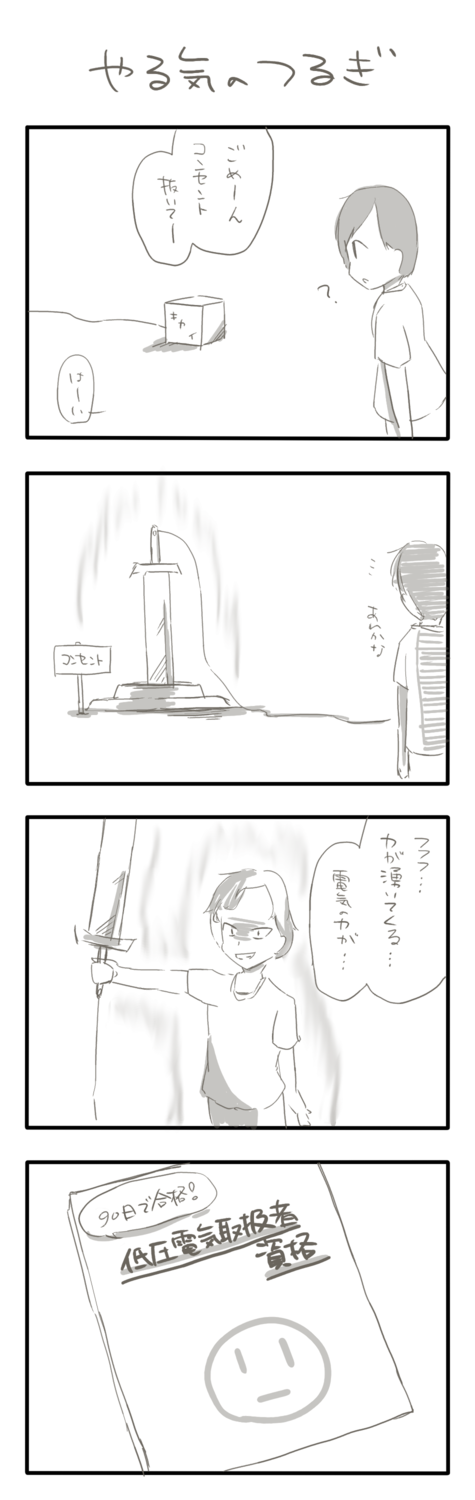 やる気のつるぎ
ごめーん
コンセント
抜いてー
キカイ
?
はーい
コンセント
…
あれかな
フフフ…
力が湧いてくる…
電気の力が…
90日で合格!
低圧電気取扱者
資格